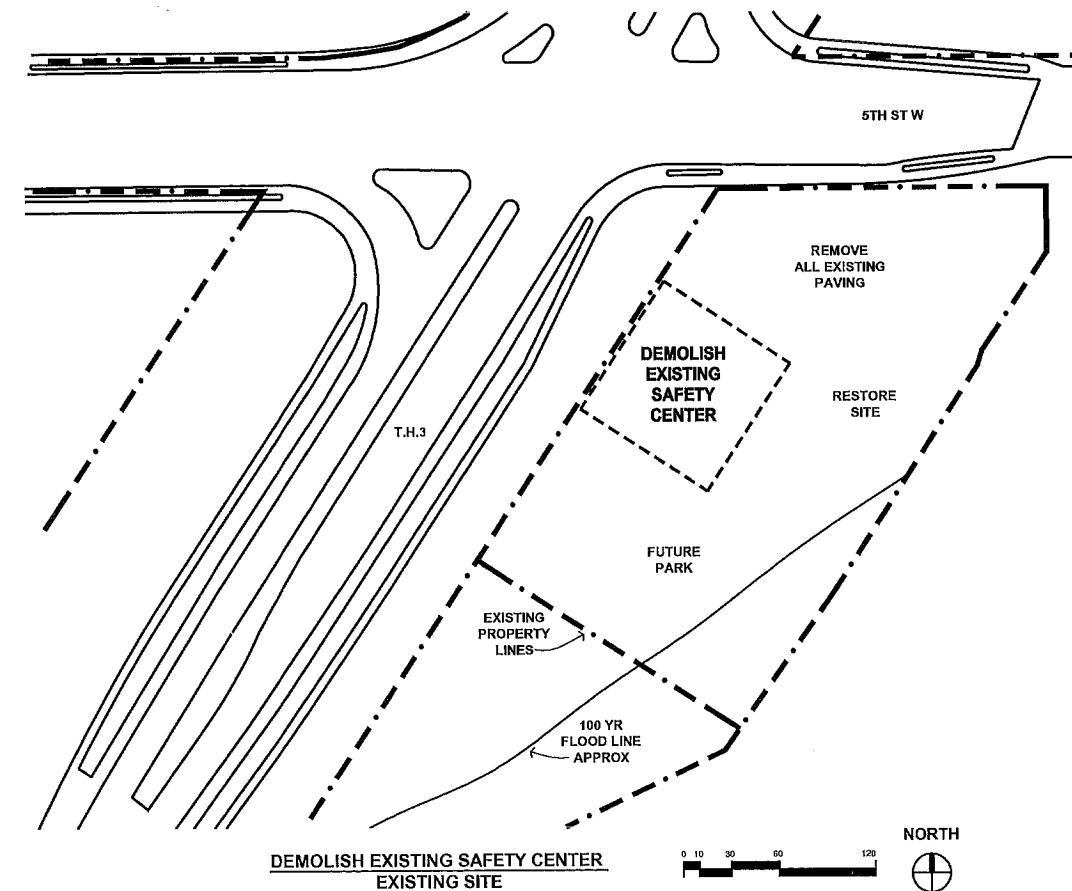 5TH ST W
REMOVE
ALL EXISTING
PAVING
DEMOLISH
EXISTING
SAFETY
CENTER
RESTORE
SITE
T.H.3
FUTURE
PARK
EXISTING
PROPERTY
LINES
100 YR
FLOOD LINE
APPROX
DEMOLISH EXISTING SAFETY CENTER
EXISTING SITE
0 10 30 60 120
NORTH